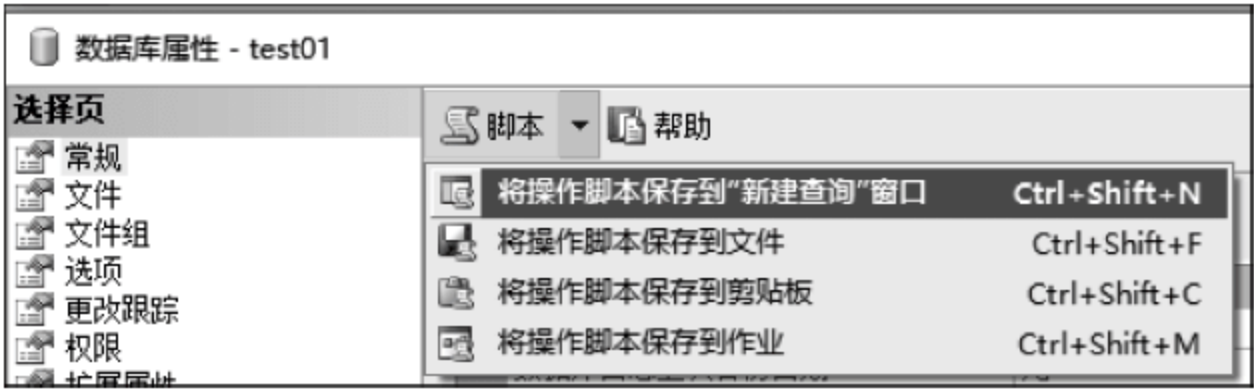 数据库属性 - test01
选择页
常规
文件
文件组
选项
更改跟踪
权限
扩展属性
脚本 帮助
将操作脚本保存到“新建查询”窗口 Ctrl+Shift+N
将操作脚本保存到文件 Ctrl+Shift+F
将操作脚本保存到剪贴板 Ctrl+Shift+C
将操作脚本保存到作业 Ctrl+Shift+M